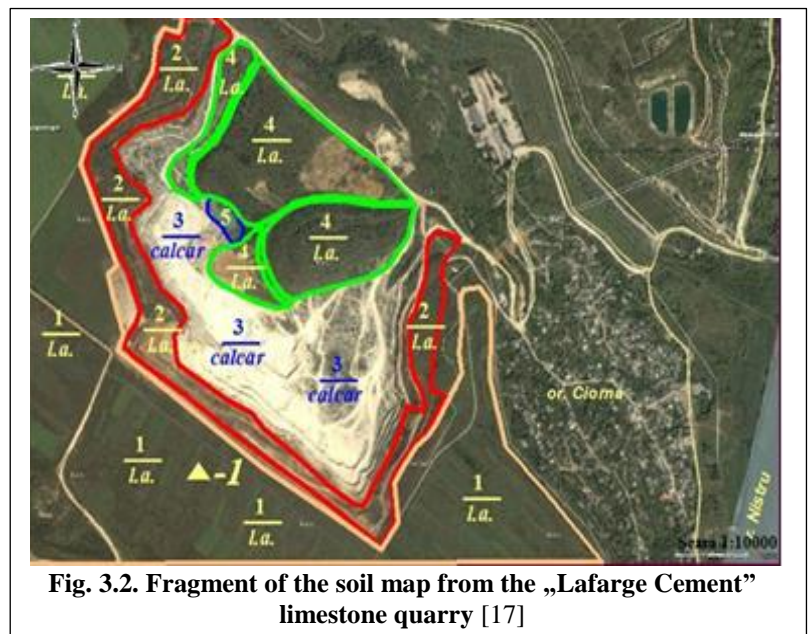 2
l.a.
4
l.a.
l.a.
4
l.a.
2
l.a.
5
3
calcar
4
l.a.
4
l.a.
1
l.a.
2
l.a.
3
calcar
3
calcar
2
l.a.
or. Ciorna
1
l.a.
▲-1
1
l.a.
1
l.a.
Nistru
Scara 1:10000
Fig. 3.2. Fragment of the soil map from the „Lafarge Cement”
limestone quarry [17]